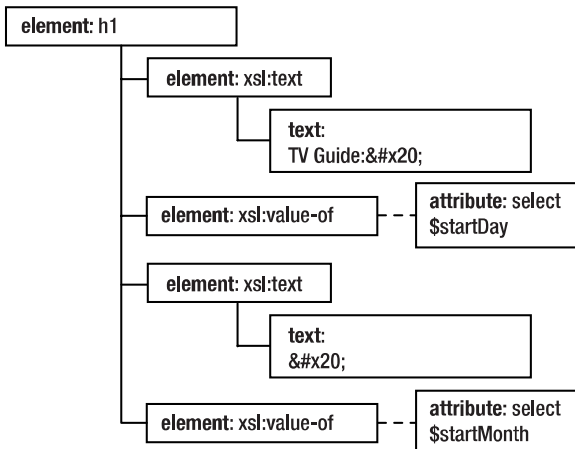 element: h1
element: xsl:text
text:
TV Guide:&#x20;
element: xsl:value-of
attribute: select
$startDay
element: xsl:text
text:
&#x20;
element: xsl:value-of
attribute: select
$startMonth